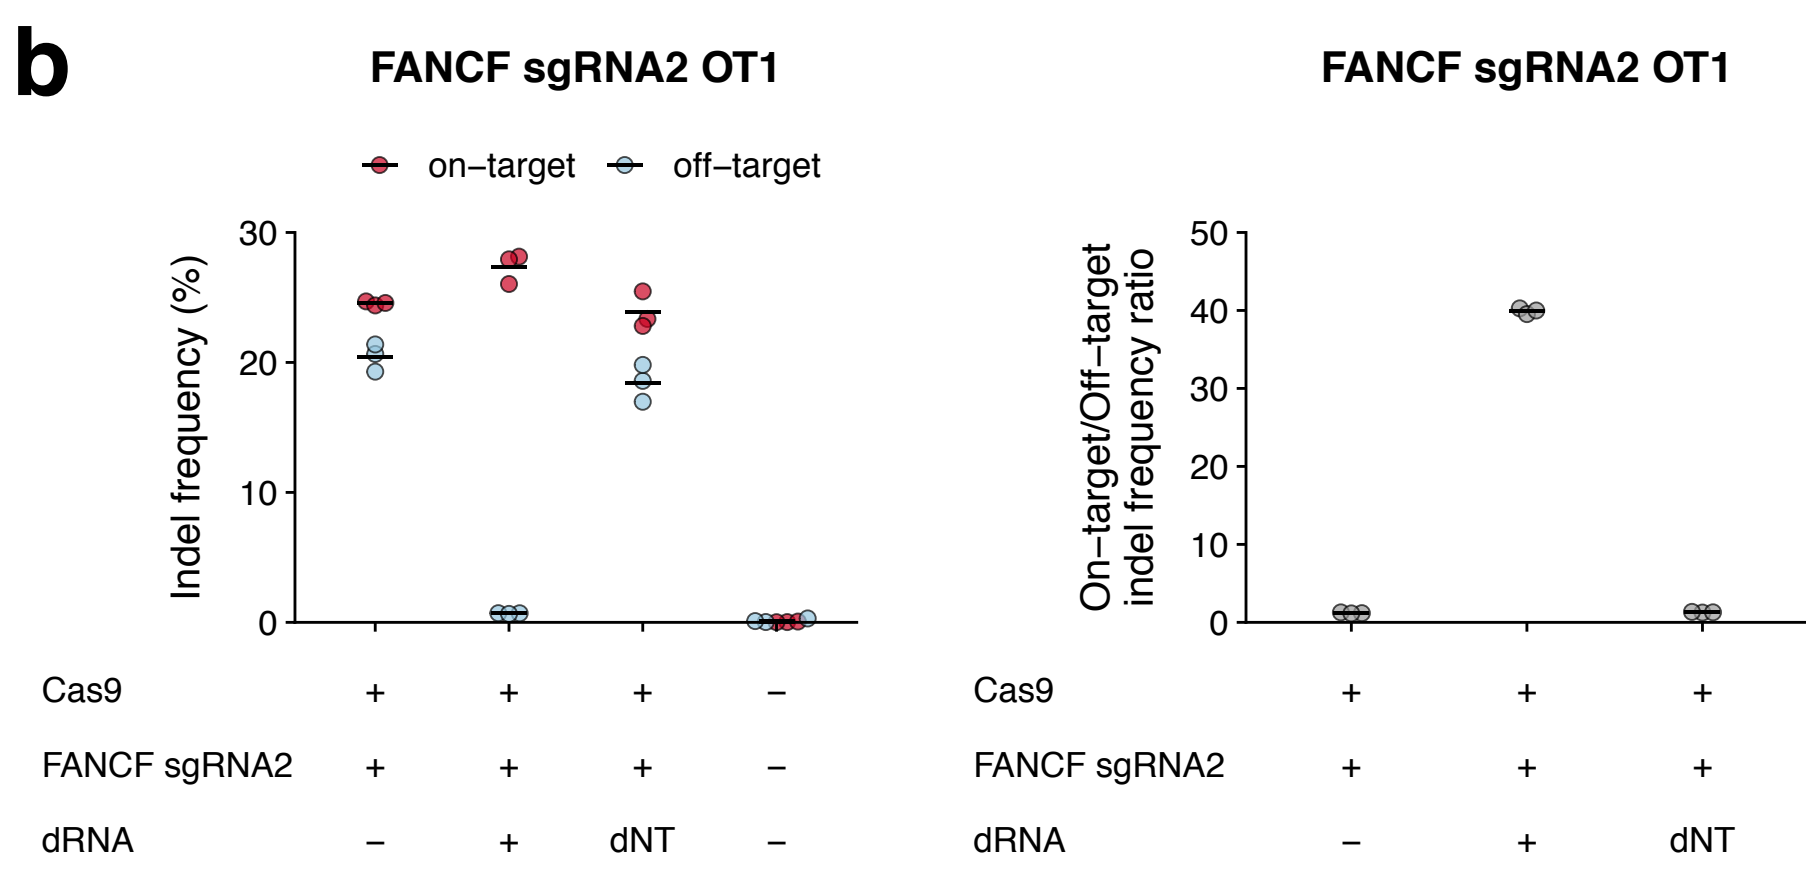 b
FANCF sgRNA2 OT1
on−target off−target
Indel frequency (%)
30
20
10
0
Cas9 + + + −
FANCF sgRNA2 + + + −
dRNA − + dNT −
FANCF sgRNA2 OT1
On−target/Off−target
indel frequency ratio
50
40
30
20
10
0
Cas9 + + +
FANCF sgRNA2 + + +
dRNA − + dNT